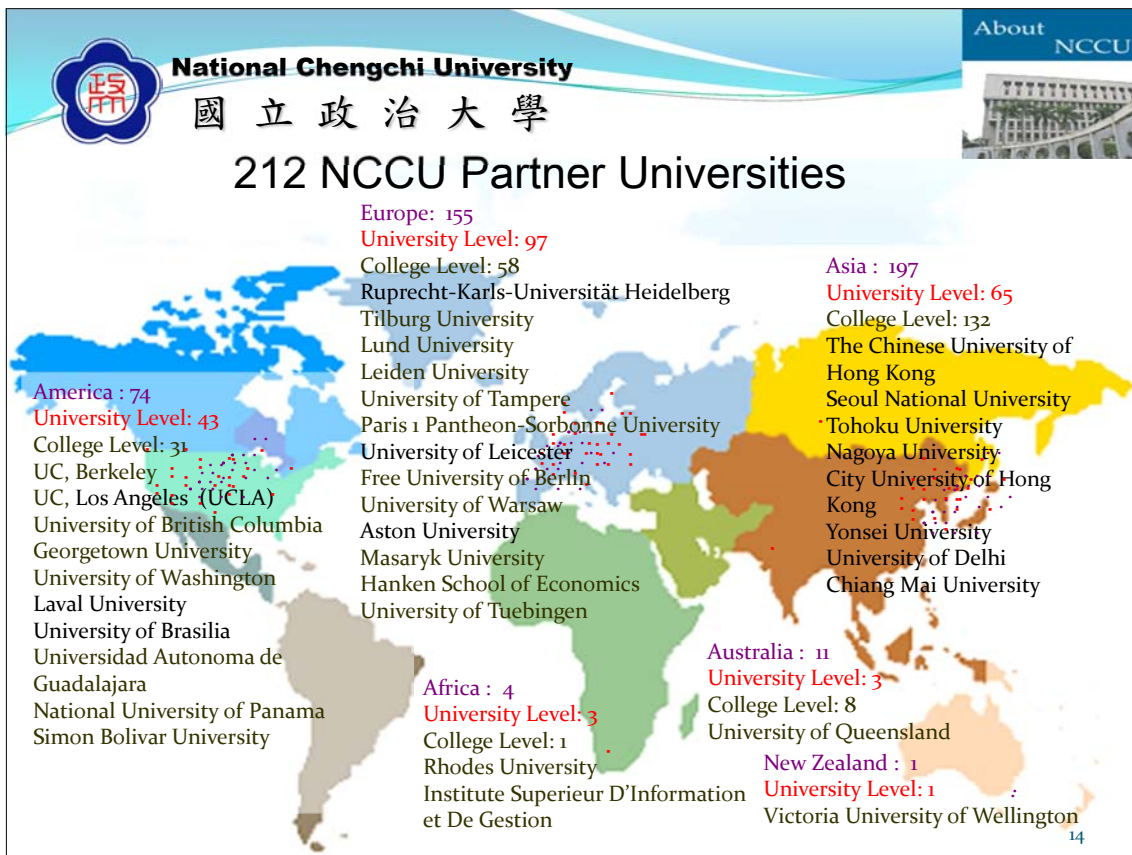 About
NCCU
National Chengchi University
國立政治大學
212 NCCU Partner Universities
Europe: 155
University Level: 97
College Level: 58
Ruprecht-Karls-Universität Heidelberg
Tilburg University
Lund University
Leiden University
University of Tampere
Paris 1 Pantheon-Sorbonne University
University of Leicester
Free University of Berlin
University of Warsaw
Aston University
Masaryk University
Hanken School of Economics
University of Tuebingen
Asia : 197
University Level: 65
College Level: 132
The Chinese University of
Hong Kong
Seoul National University
Tohoku University
Nagoya University
City University of Hong
Kong
Yonsei University
University of Delhi
Chiang Mai University
America : 74
University Level: 43
College Level: 31
UC, Berkeley
UC, Los Angeles (UCLA)
University of British Columbia
Georgetown University
University of Washington
Laval University
University of Brasilia
Universidad Autonoma de
Guadalajara
National University of Panama
Simon Bolivar University
Africa : 4
University Level: 3
College Level: 1
Rhodes University
Institute Superieur D'Information
et De Gestion
Australia : 11
University Level: 3
College Level: 8
University of Queensland
New Zealand : 1
University Level: 1
Victoria University of Wellington
14